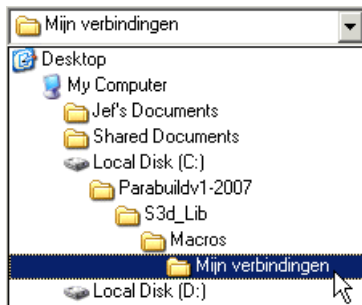 Mijn verbindingen
Desktop
My Computer
Jef's Documents
Shared Documents
Local Disk (C:)
Parabuildv1-2007
S3d_Lib
Macros
Mijn verbindingen
Local Disk (D:)